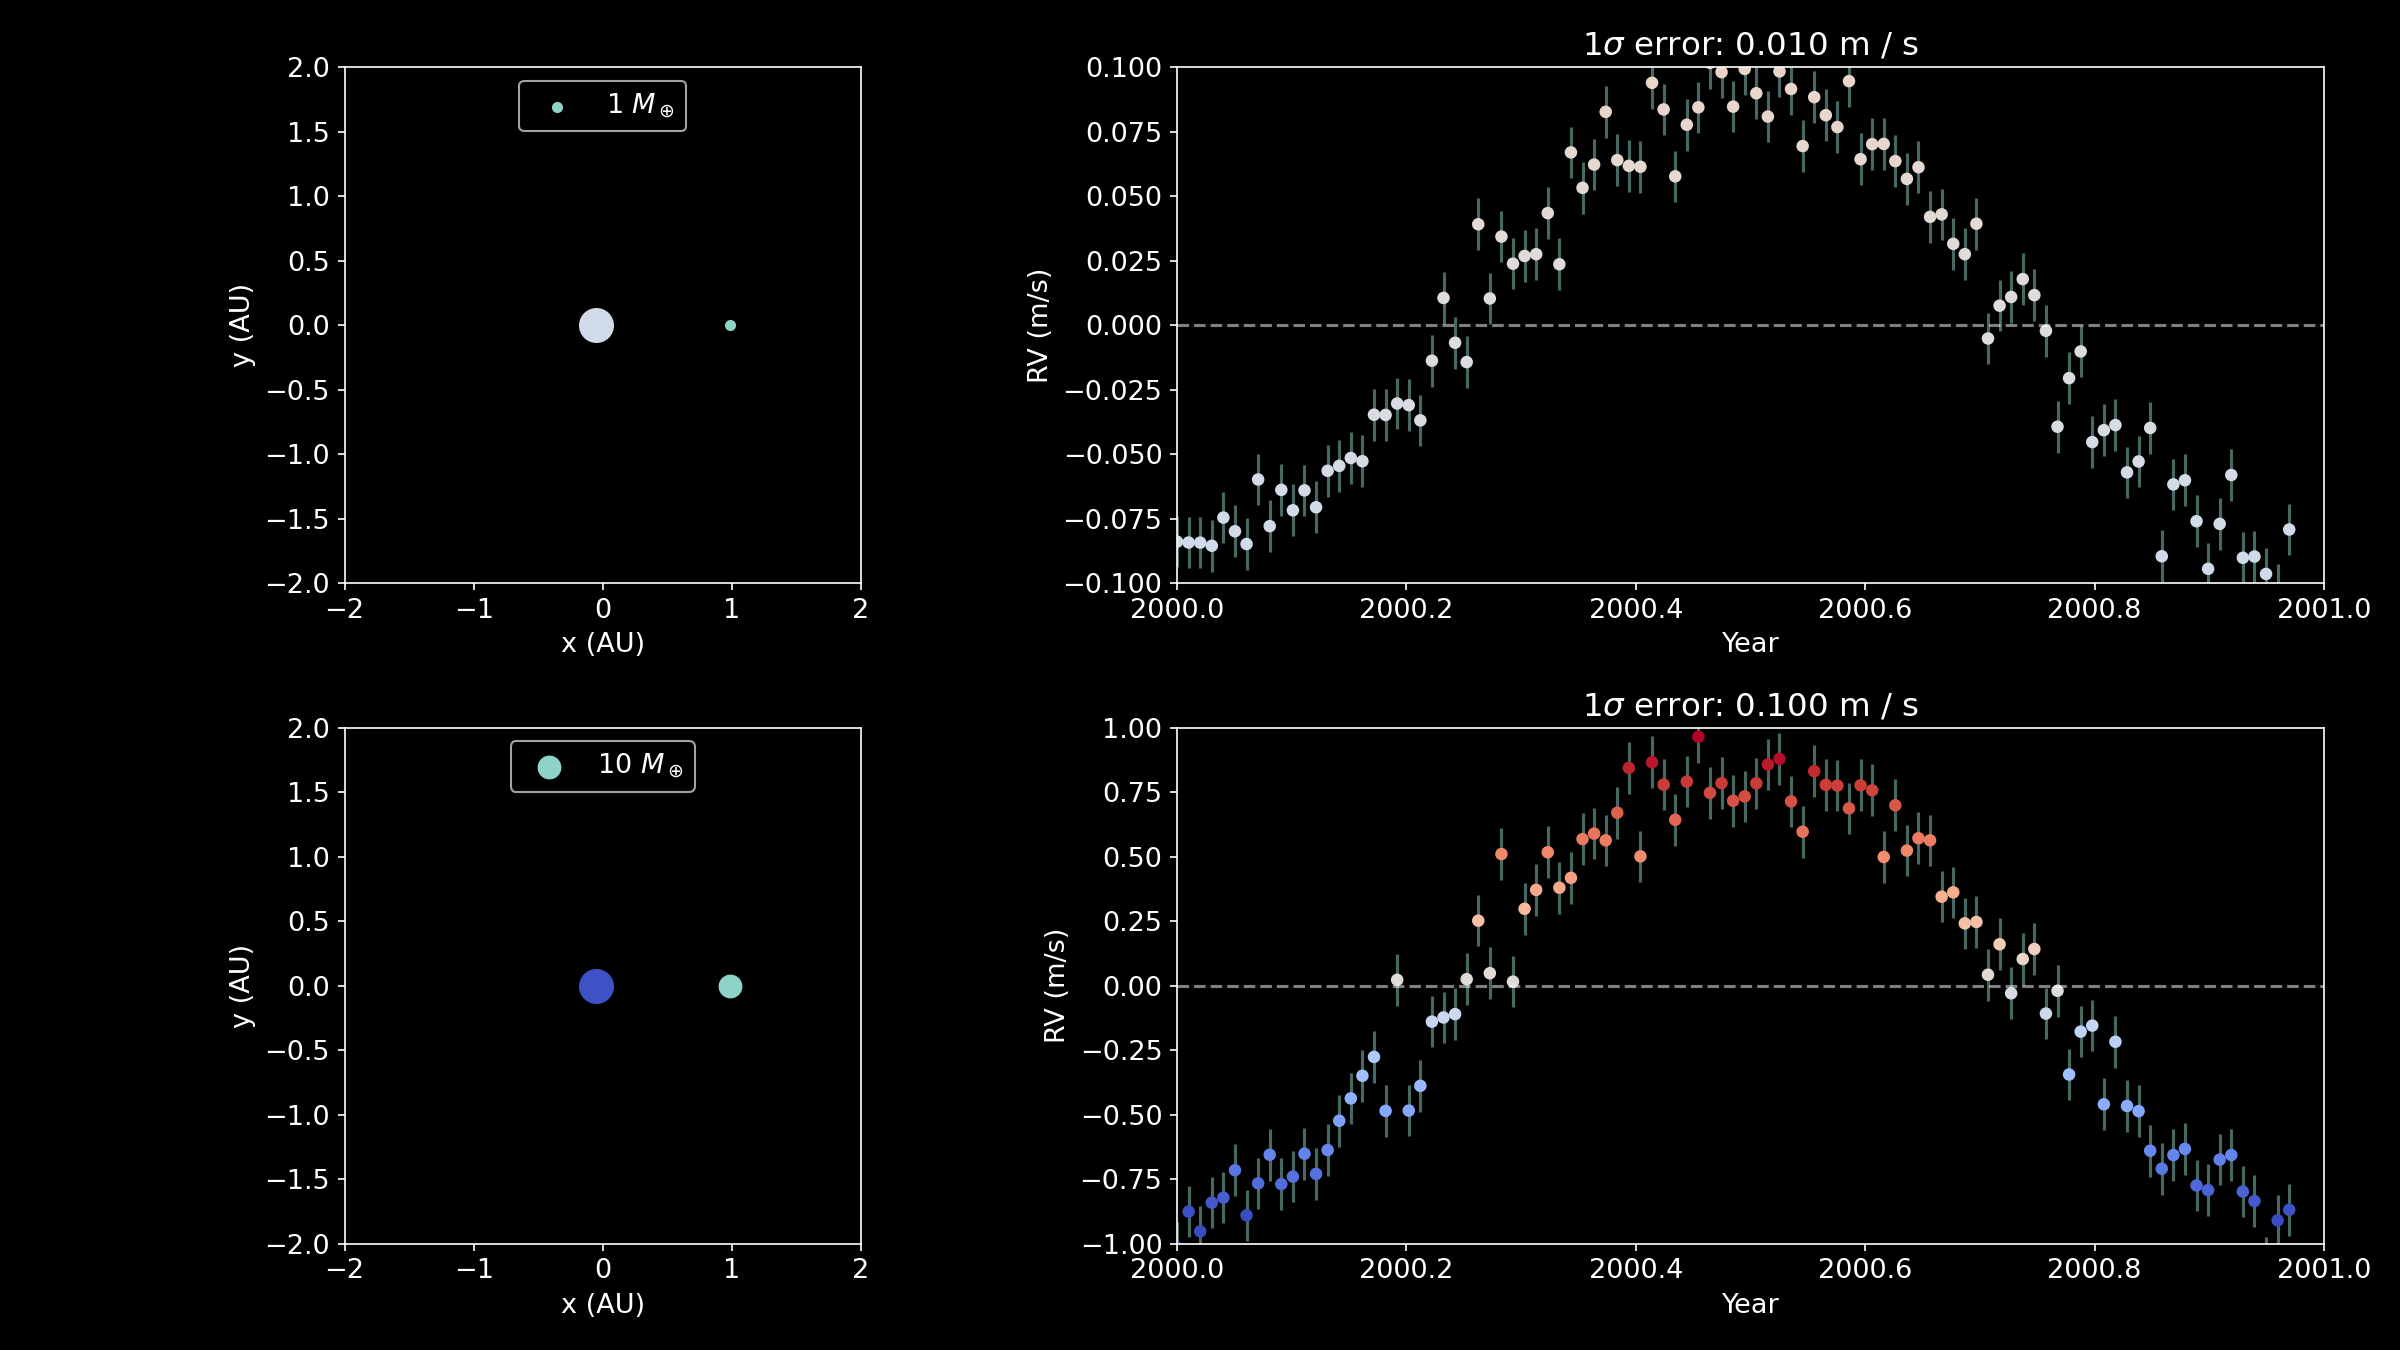 1 M⊕
2.0
1.5
1.0
0.5
0.0
−0.5
−1.0
−1.5
−2.0
y (AU)
−2 −1 0 1 2
x (AU)
1σ error: 0.010 m / s
0.100
0.075
0.050
0.025
0.000
−0.025
−0.050
−0.075
−0.100
RV (m/s)
2000.0 2000.2 2000.4 2000.6 2000.8 2001.0
Year
10 M⊕
2.0
1.5
1.0
0.5
0.0
−0.5
−1.0
−1.5
−2.0
y (AU)
−2 −1 0 1 2
x (AU)
1σ error: 0.100 m / s
1.00
0.75
0.50
0.25
0.00
−0.25
−0.50
−0.75
−1.00
RV (m/s)
2000.0 2000.2 2000.4 2000.6 2000.8 2001.0
Year